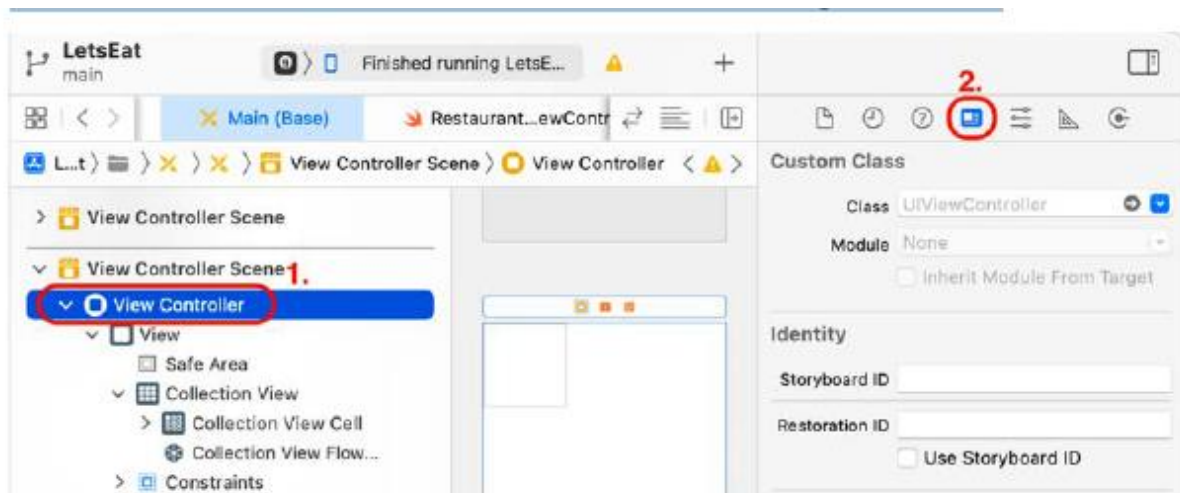 LetsEat
main
Finished running LetsE...
2.
Main (Base)
Restaurant...ewContr
L...t
View Controller Scene
View Controller
Custom Class
Class UIViewController
Module None
Inherit Module From Target
View Controller Scene
View Controller Scene
1.
View Controller
View
Safe Area
Collection View
Collection View Cell
Collection View Flow...
Constraints
Identity
Storyboard ID
Restoration ID
Use Storyboard ID